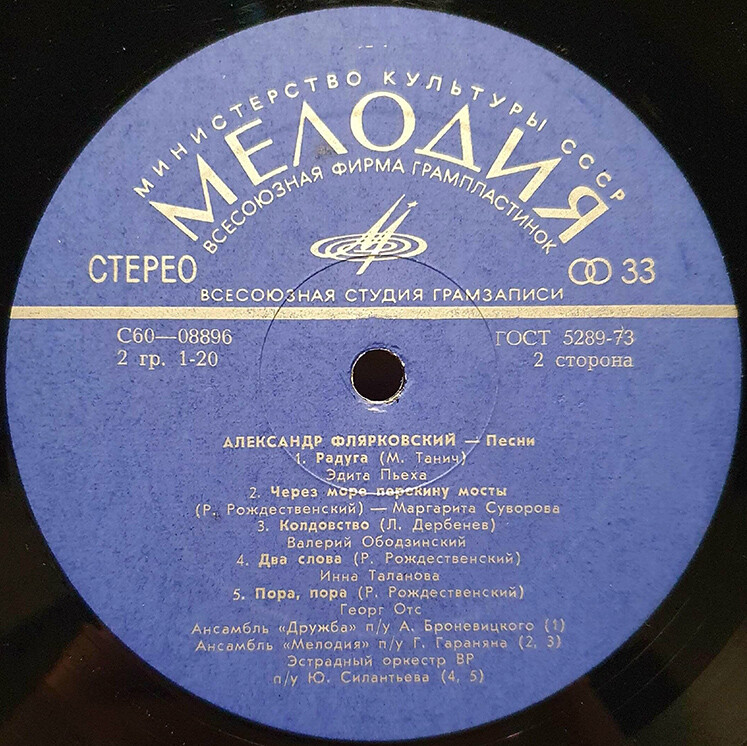 МИНИСТЕРСТВО КУЛЬТУРЫ СССР
МЕЛОДИЯ
ВСЕСОЮЗНАЯ ФИРМА ГРАМПЛАСТИНОК
СТЕРЕО 33
ВСЕСОЮЗНАЯ СТУДИЯ ГРАМЗАПИСИ
С60—08896 ГОСТ 5289-73
2 гр. 1-20 2 сторона
АЛЕКСАНДР ФЛЯРКОВСКИЙ — Песни
1. Радуга (М. Танич)
Эдита Пьеха
2. Через море перекину мосты
(Р. Рождественский) — Маргарита Суворова
3. Колдовство (Л. Дербенев)
Валерий Ободзинский
4. Два слова (Р. Рождественский)
Инна Таланова
5. Пора, пора (Р. Рождественский)
Георг Отс
Ансамбль «Дружба» п/у А. Броневицкого (1)
Ансамбль «Мелодия» п/у Г. Гараняна (2, 3)
Эстрадный оркестр ВР
п/у Ю. Силантьева (4, 5)